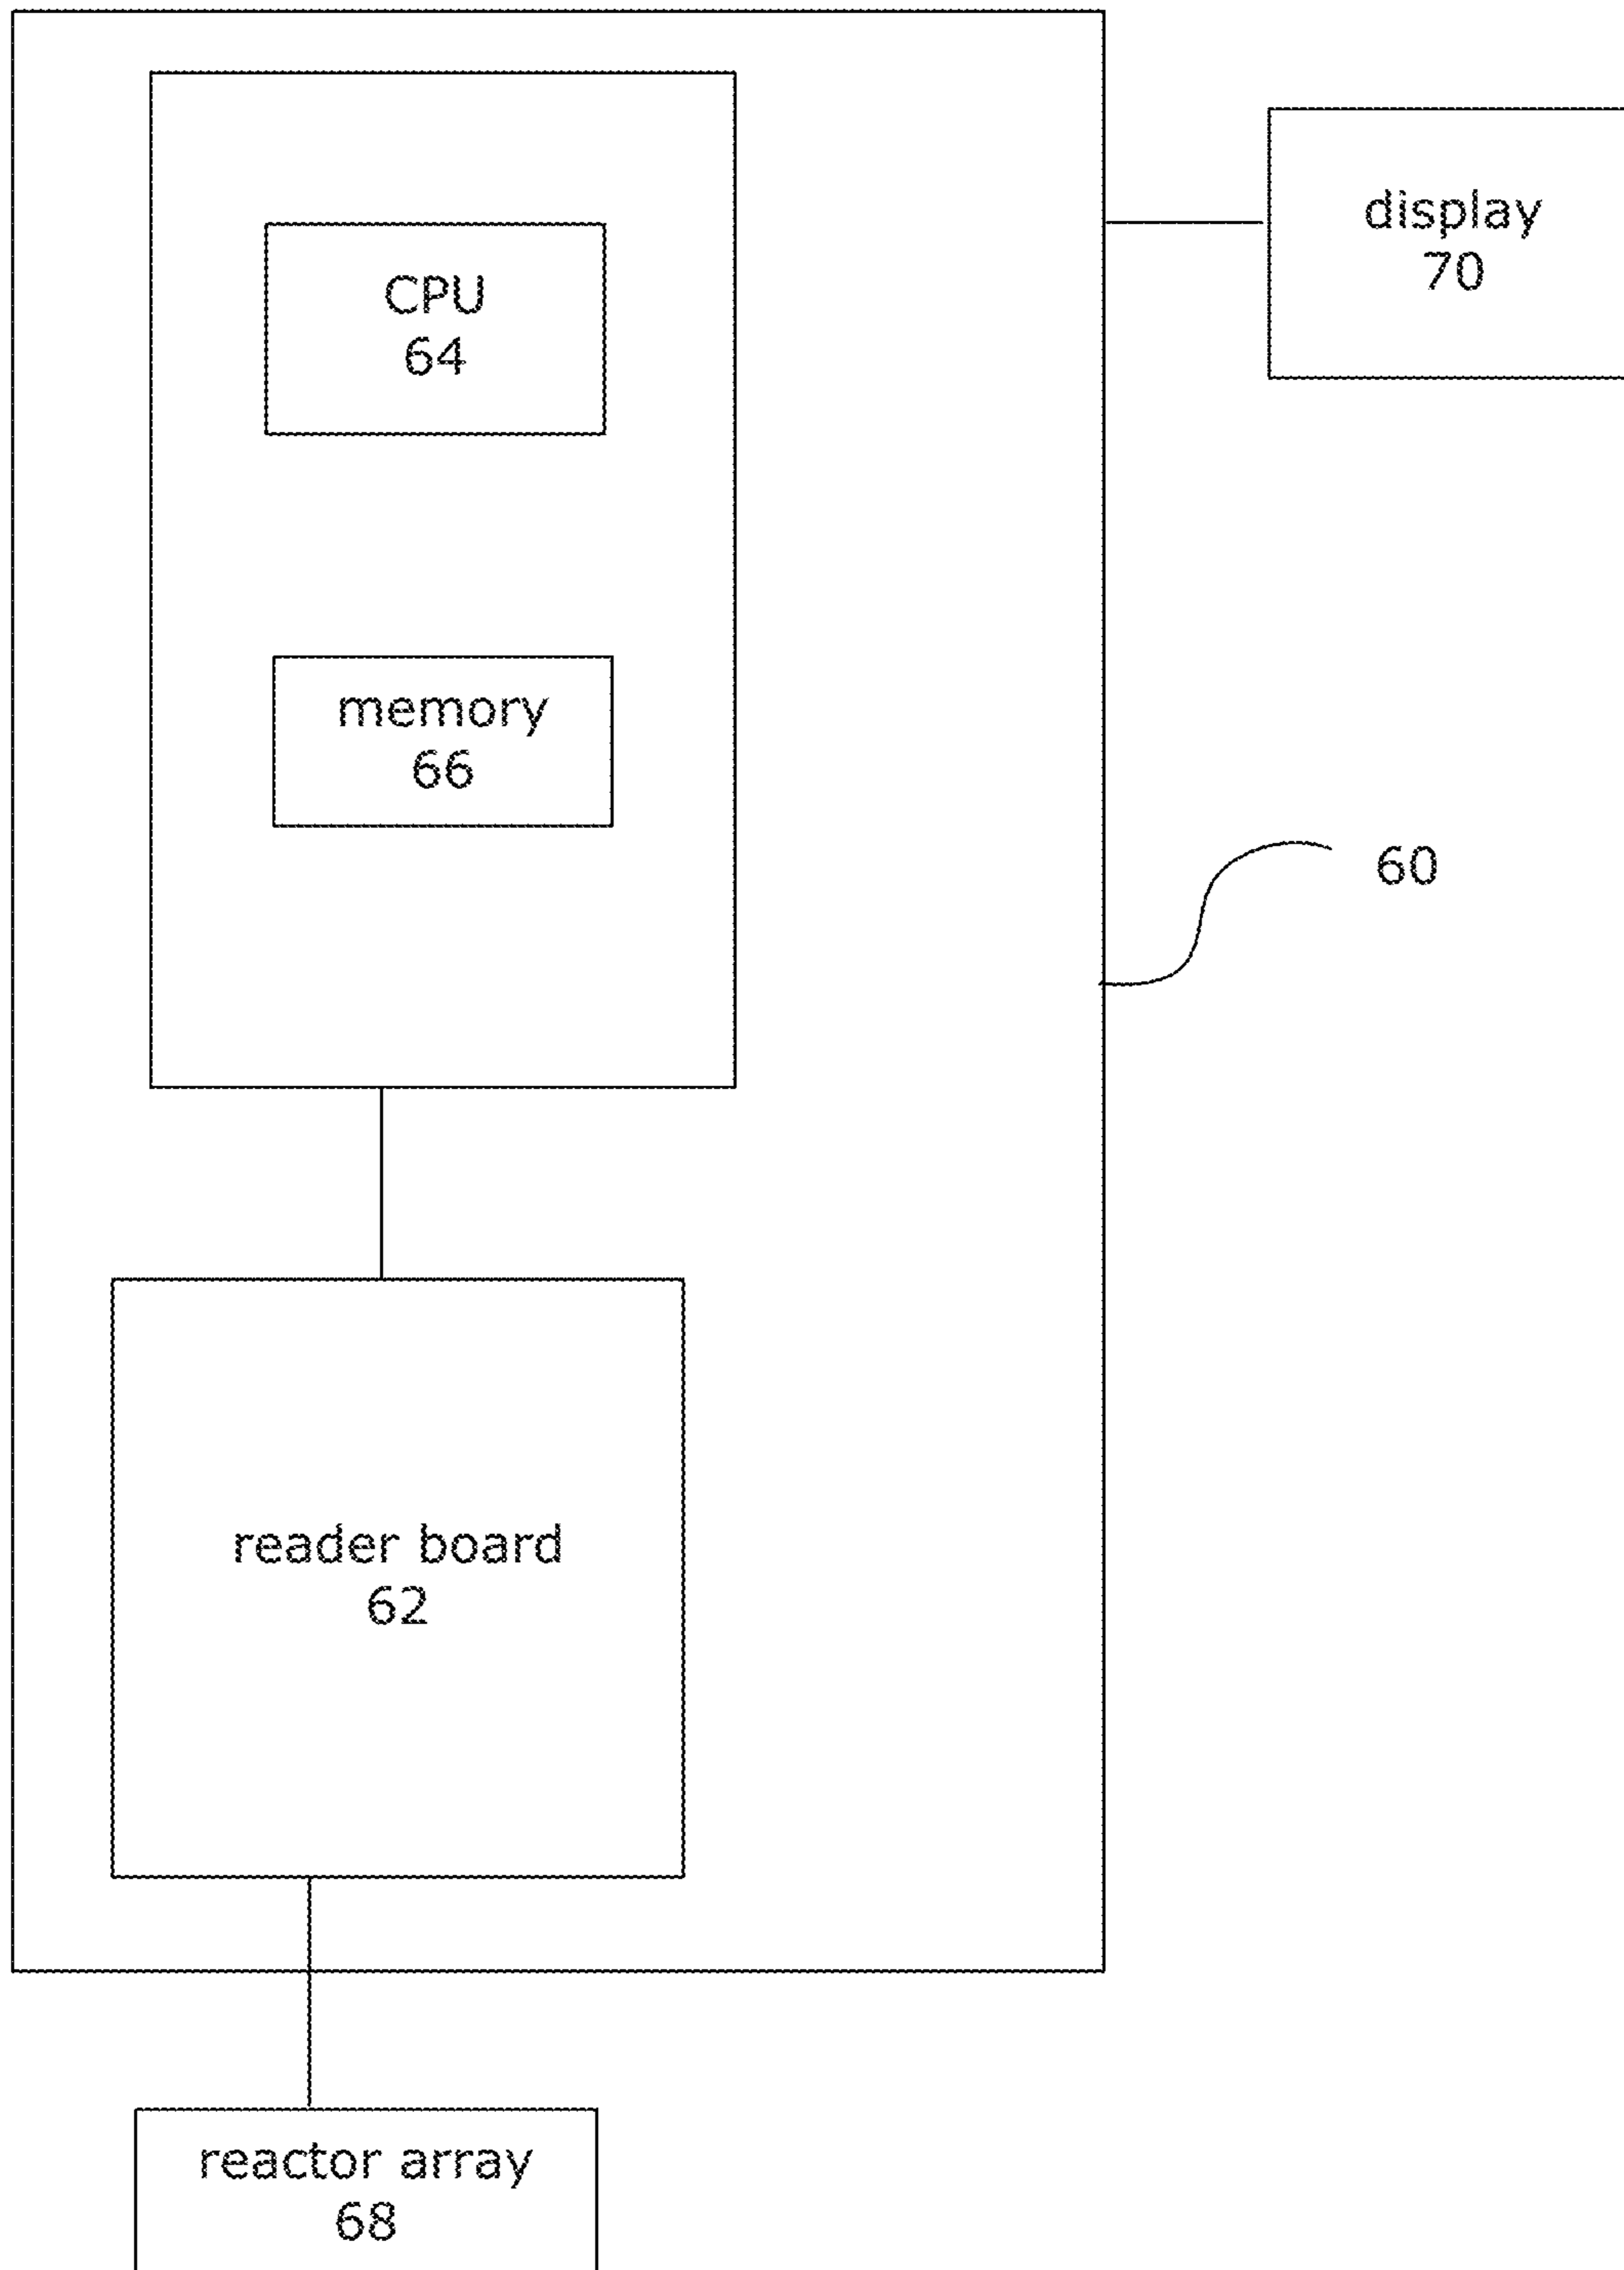 CPU
64
display
70
memory
66
60
reader board
62
reactor array
68